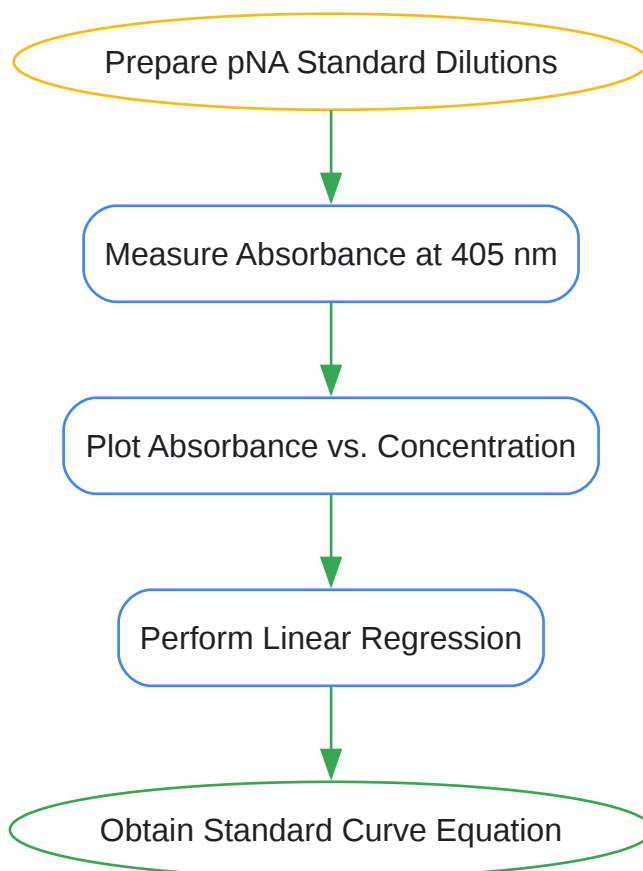 Prepare pNA Standard Dilutions
Measure Absorbance at 405 nm
Plot Absorbance vs. Concentration
Perform Linear Regression
Obtain Standard Curve Equation